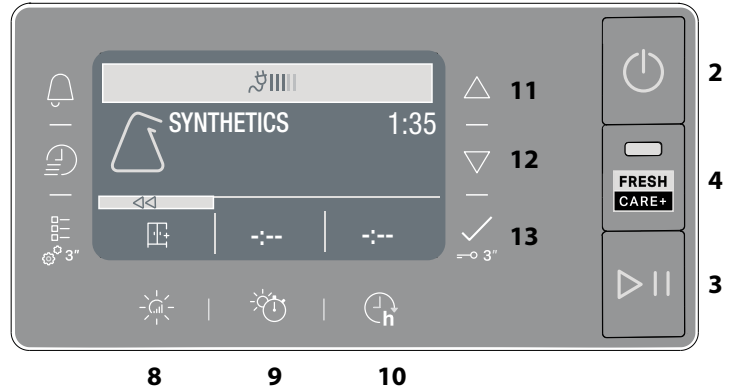 SYNTHETICS 1:35
-:-- -:--
3"
3"
h
FRESH
CARE+
2
4
3
11
12
13
8 9 10